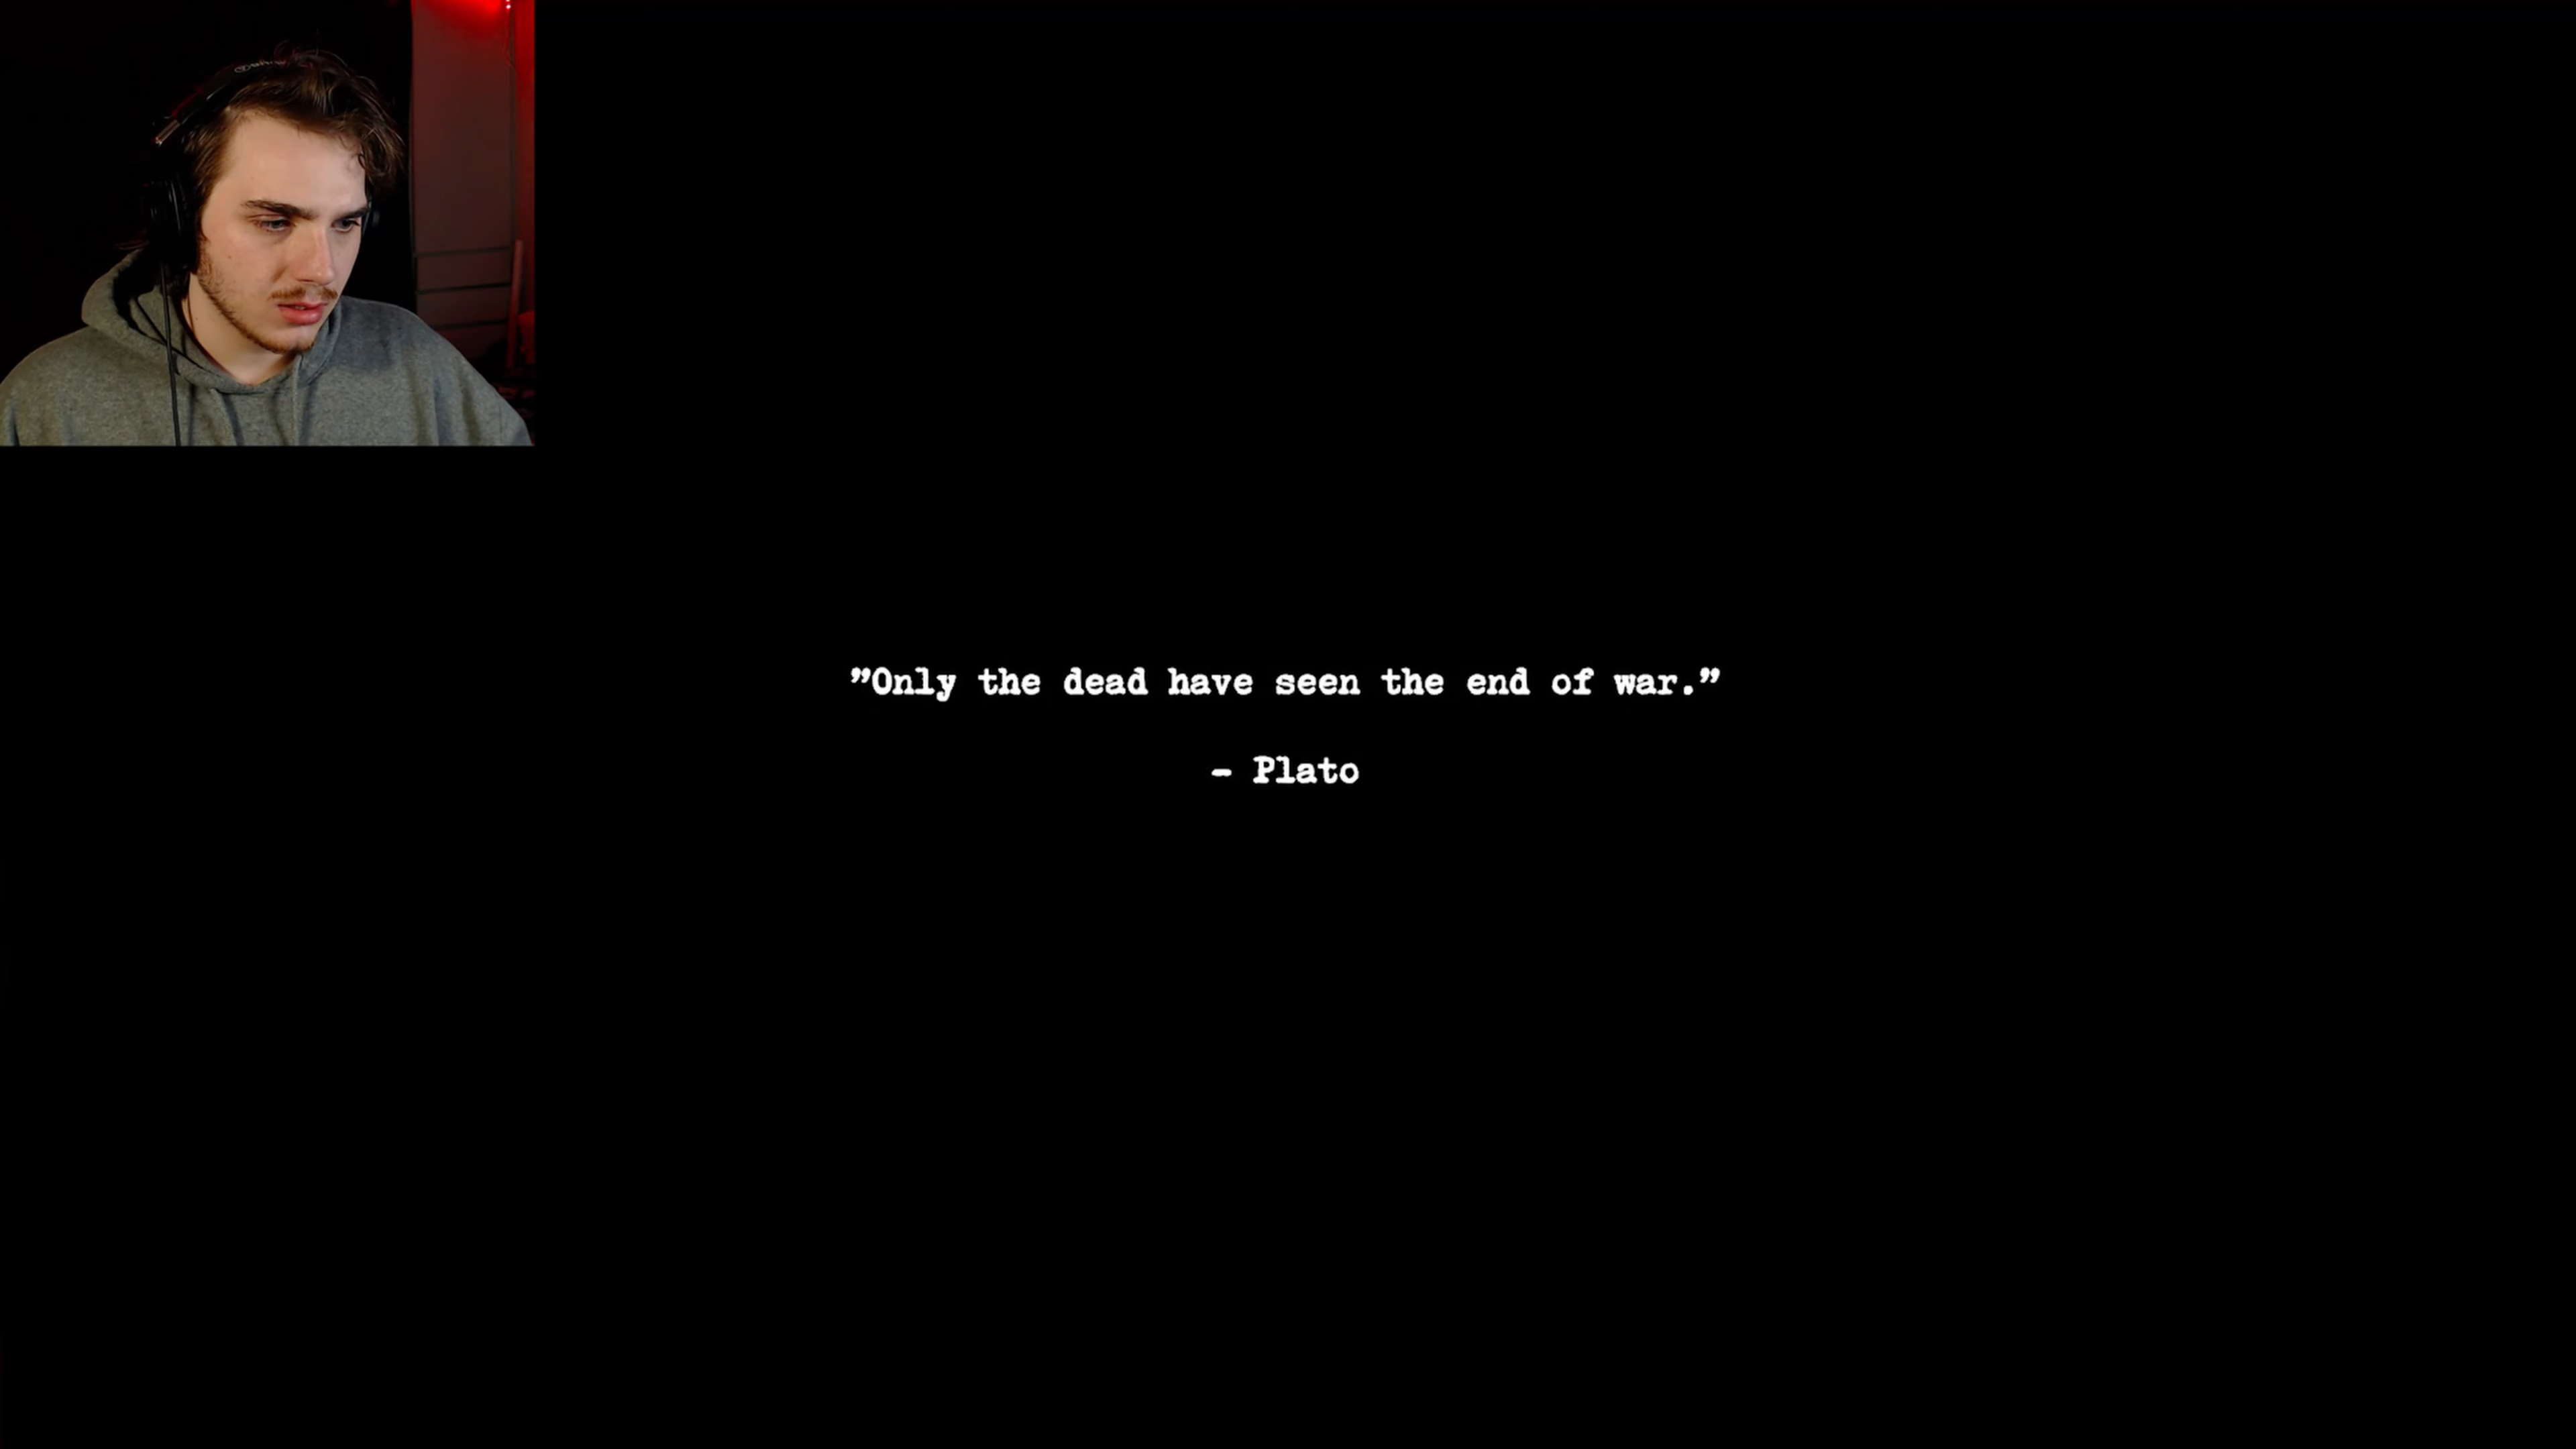 ”Only the dead have seen the end of war.”
- Plato